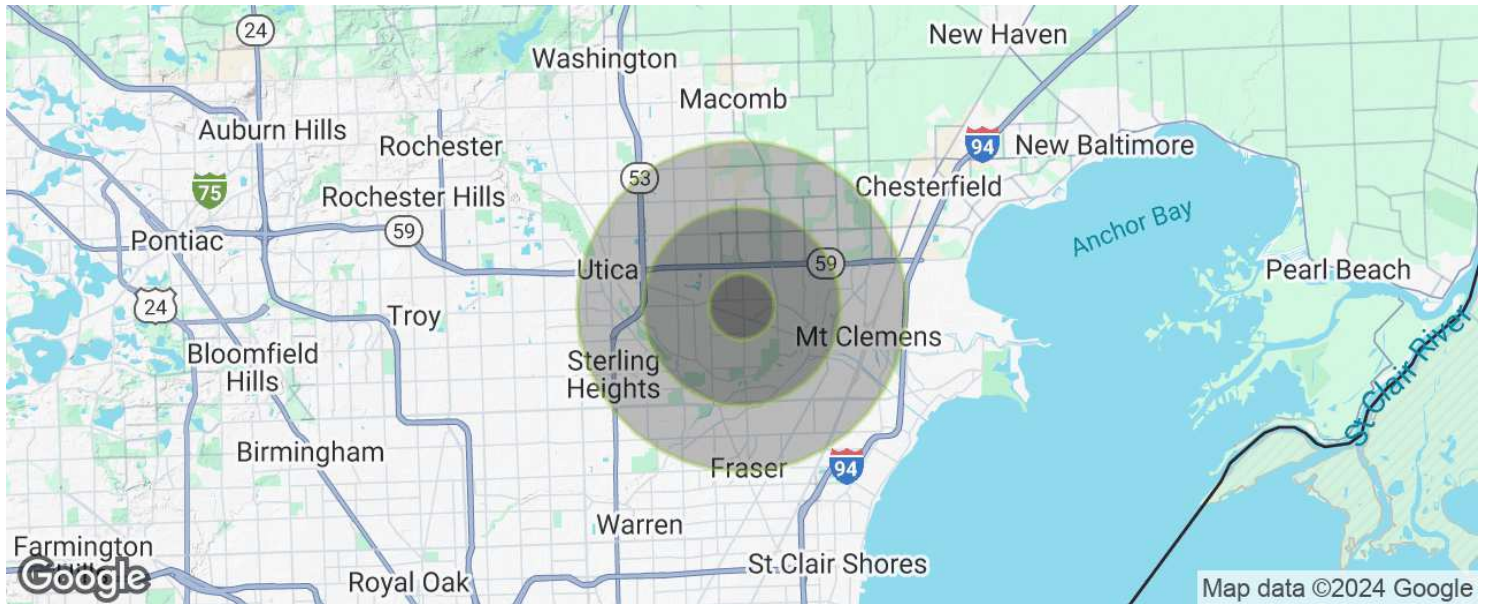 24
New Haven
Washington
Macomb
Auburn Hills
Rochester
94
New Baltimore
75
53
Chesterfield
Rochester Hills
59
Pontiac
Anchor Bay
Utica
59
Pearl Beach
24
Troy
Mt Clemens
Bloomfield
Hills
Sterling
Heights
St Clair River
Birmingham
Fraser
94
Warren
Farmington
Hills
St Clair Shores
Royal Oak
Google
Map data ©2024 Google